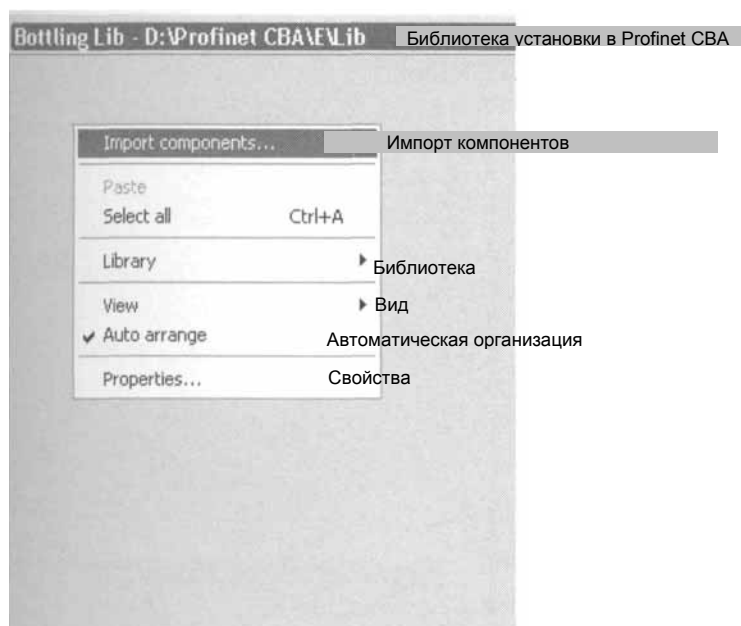 Bottling Lib - D:\Profinet CBA\E\Lib Библиотека установки в Profinet CBA
Import components... Импорт компонентов
Paste
Select all Ctrl+A
Library Библиотека
View Вид
Auto arrange Автоматическая организация
Properties... Свойства